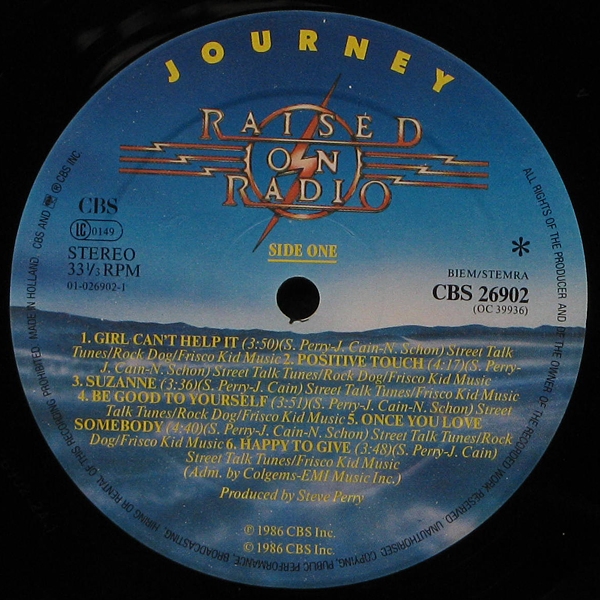 JOURNEY
RAISED
ON
RADIO
CBS
LC 0149
STEREO
33 1/3 RPM
01-026902-1
SIDE ONE
*
BIEM/STEMRA
CBS 26902
(OC 39936)
1. GIRL CAN'T HELP IT (3:50)(S. Perry-J. Cain-N. Schon) Street Talk
Tunes/Rock Dog/Frisco Kid Music 2. POSITIVE TOUCH (4:17)(S. Perry-
J. Cain-N. Schon) Street Talk Tunes/Rock Dog/Frisco Kid Music
3. SUZANNE (3:36)(S. Perry-J. Cain) Street Talk Tunes/Frisco Kid Music
4. BE GOOD TO YOURSELF (3:51)(S. Perry-J. Cain-N. Schon) Street
Talk Tunes/Rock Dog/Frisco Kid Music 5. ONCE YOU LOVE
SOMEBODY (4:40)(S. Perry-J. Cain-N. Schon) Street Talk Tunes/Rock
Dog/Frisco Kid Music 6. HAPPY TO GIVE (3:48)(S. Perry-J. Cain)
Street Talk Tunes/Frisco Kid Music
(Adm. by Colgems-EMI Music Inc.)
Produced by Steve Perry
℗ 1986 CBS Inc.
© 1986 CBS Inc.
ALL RIGHTS OF THE PRODUCER AND OF THE OWNER OF THE RECORDED WORK RESERVED. UNAUTHORISED COPYING, PUBLIC PERFORMANCE, BROADCASTING, HIRING OR RENTAL OF THIS RECORDING PROHIBITED. MADE IN HOLLAND. CBS AND ® CBS INC